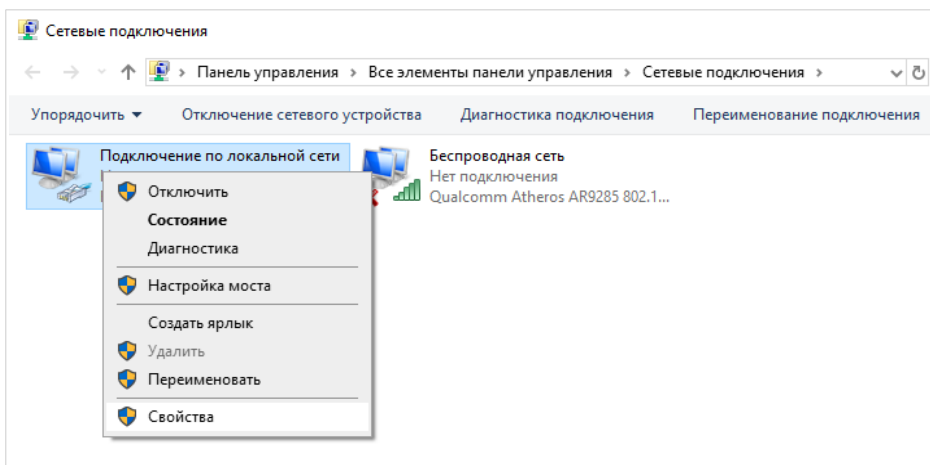 Сетевые подключения
Панель управления > Все элементы панели управления > Сетевые подключения >
Упорядочить Отключение сетевого устройства Диагностика подключения Переименование подключения
Подключение по локальной сети
Беспроводная сеть
Нет подключения
Qualcomm Atheros AR9285 802.1...
Отключить
Состояние
Диагностика
Настройка моста
Создать ярлык
Удалить
Переименовать
Свойства